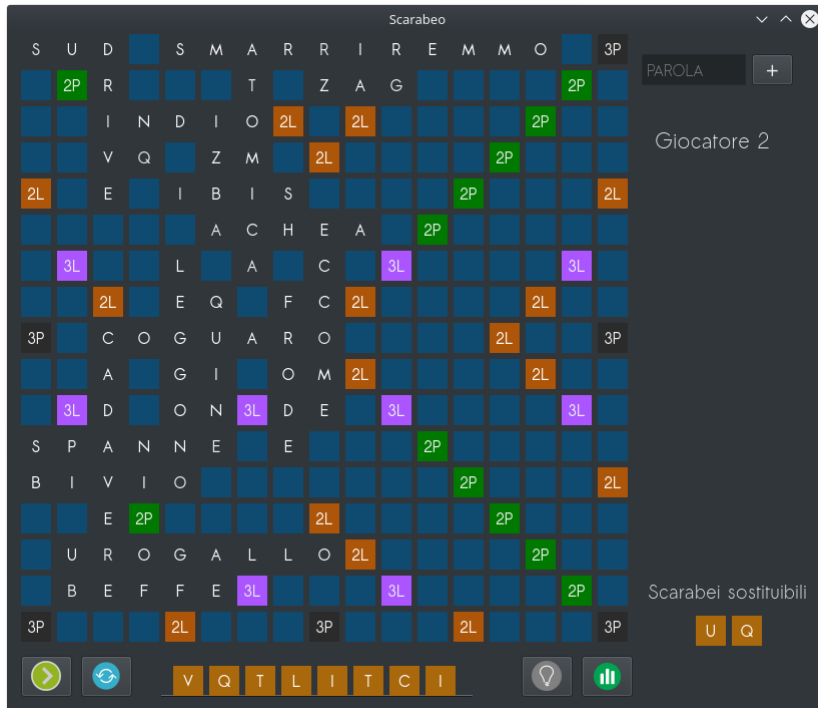 Scarabeo
S U D S M A R R I R E M M O 3P
PAROLA +
2P R T Z A G 2P
I N D I O 2L 2L 2P
Giocatore 2
V Q Z M 2L 2P
2L E I B I S 2P 2L
A C H E A 2P
3L L A C 3L 3L
2L E Q F C 2L 2L
3P C O G U A R O 2L 3P
A G I O M 2L 2L
3L D O N 3L D E 3L 3L
S P A N N E E 2P
B I V I O 2P 2L
E 2P 2L 2P
U R O G A L L O 2L 2P
B E F F E 3L 3L 2P
Scarabei sostituibili
3P 2L 3P 2L 3P
U Q
V Q T L I T C I